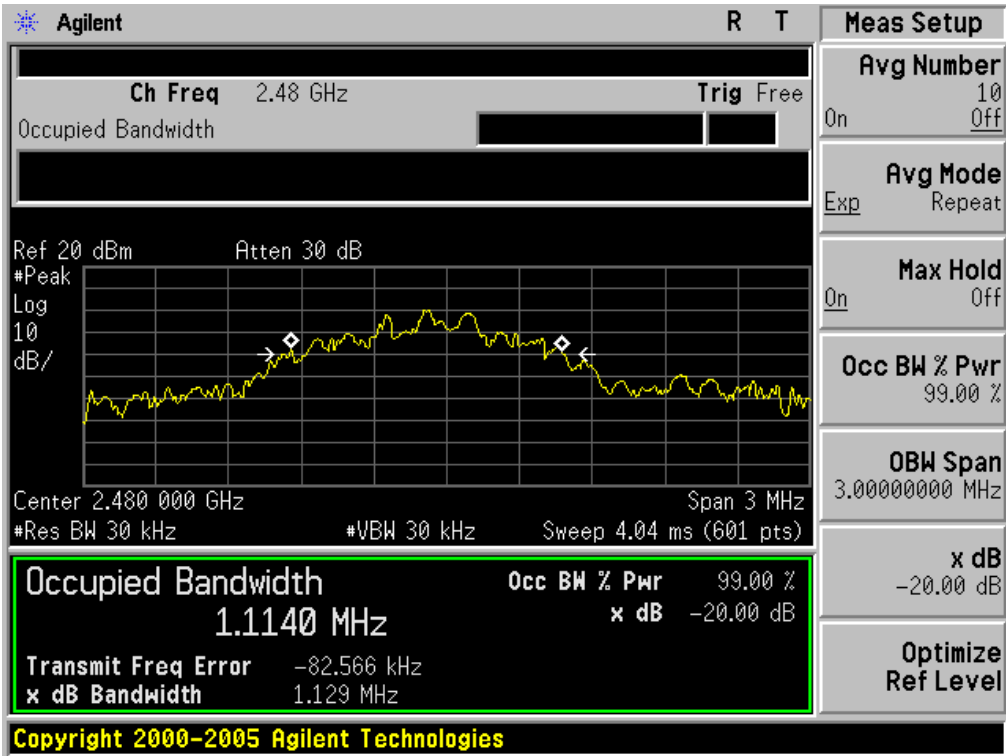 Agilent R T
Ch Freq 2.48 GHz Trig Free
Occupied Bandwidth
Ref 20 dBm Atten 30 dB
#Peak
Log
10
dB/
Center 2.480 000 GHz Span 3 MHz
#Res BW 30 kHz #VBW 30 kHz Sweep 4.04 ms (601 pts)
Occupied Bandwidth Occ BW % Pwr 99.00 %
1.1140 MHz x dB -20.00 dB
Transmit Freq Error -82.566 kHz
x dB Bandwidth 1.129 MHz
Copyright 2000-2005 Agilent Technologies
Meas Setup
Avg Number
10
On Off
Avg Mode
Exp Repeat
Max Hold
On Off
Occ BW % Pwr
99.00 %
OBW Span
3.00000000 MHz
x dB
-20.00 dB
Optimize
Ref Level